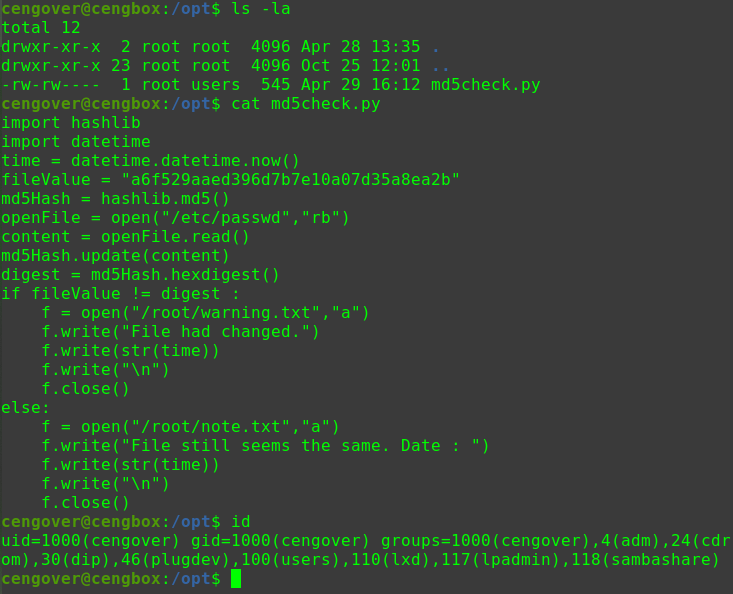 cengover@cengbox:/opt$ ls -la
total 12
drwxr-xr-x  2 root root  4096 Apr 28 13:35 .
drwxr-xr-x 23 root root  4096 Oct 25 12:01 ..
-rw-rw----  1 root users  545 Apr 29 16:12 md5check.py
cengover@cengbox:/opt$ cat md5check.py
import hashlib
import datetime
time = datetime.datetime.now()
fileValue = "a6f529aaed396d7b7e10a07d35a8ea2b"
md5Hash = hashlib.md5()
openFile = open("/etc/passwd","rb")
content = openFile.read()
md5Hash.update(content)
digest = md5Hash.hexdigest()
if fileValue != digest :
    f = open("/root/warning.txt","a")
    f.write("File had changed.")
    f.write(str(time))
    f.write("\n")
    f.close()
else:
    f = open("/root/note.txt","a")
    f.write("File still seems the same. Date : ")
    f.write(str(time))
    f.write("\n")
    f.close()
cengover@cengbox:/opt$ id
uid=1000(cengover) gid=1000(cengover) groups=1000(cengover),4(adm),24(cdr
om),30(dip),46(plugdev),100(users),110(lxd),117(lpadmin),118(sambashare)
cengover@cengbox:/opt$